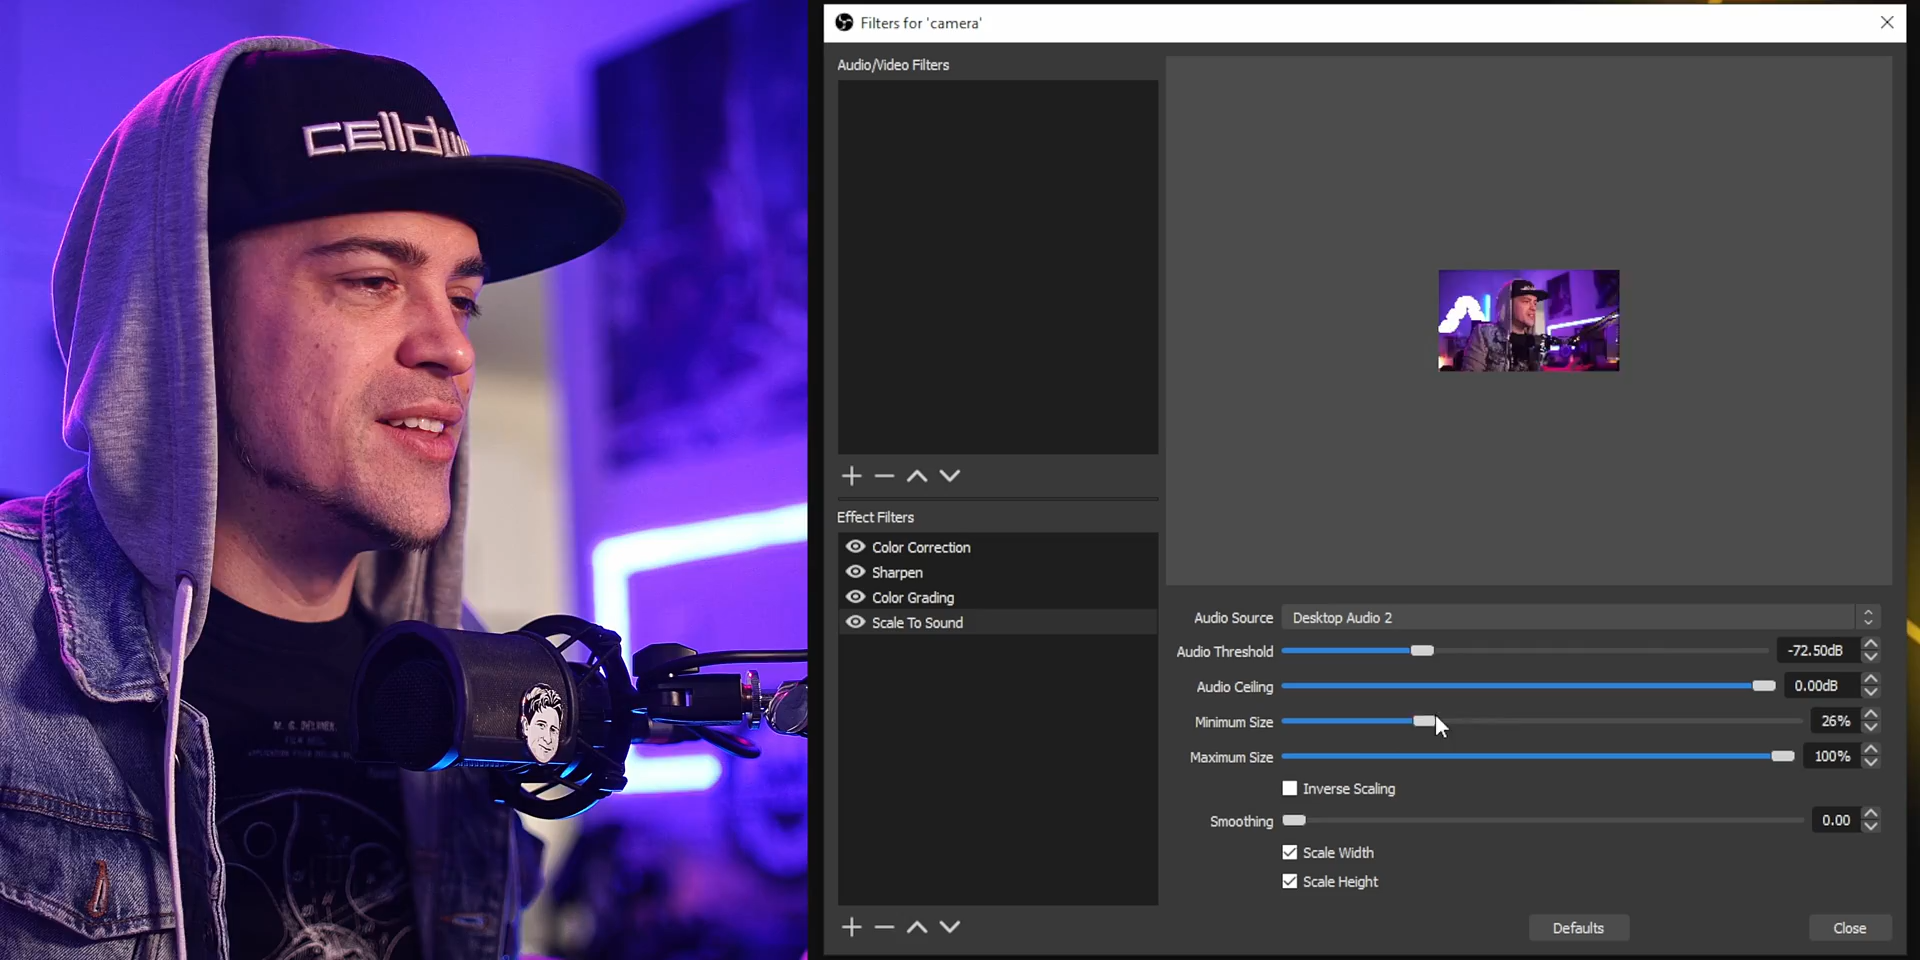 Filters for 'camera'
Audio/Video Filters
Effect Filters
Color Correction
Sharpen
Color Grading
Scale To Sound
Audio Source Desktop Audio 2
Audio Threshold -72.50dB
Audio Ceiling 0.00dB
Minimum Size 26%
Maximum Size 100%
Inverse Scaling
Smoothing 0.00
Scale Width
Scale Height
Defaults Close